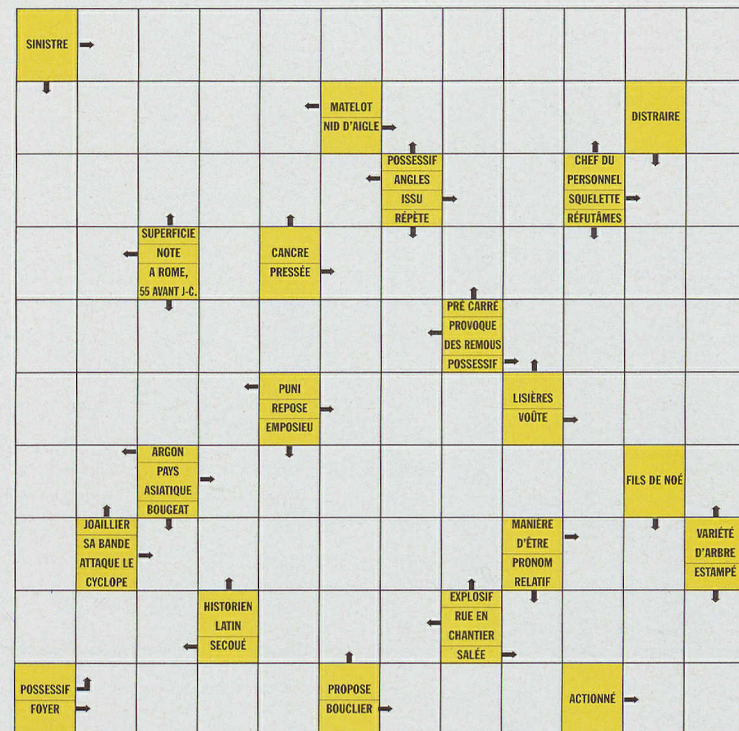 SINISTRE
MATELOT
NID D'AIGLE
DISTRAIRE
POSSESSIF
ANGLES
ISSU
RÉPÈTE
CHEF DU
PERSONNEL
SQUELETTE
RÉFUTÂMES
SUPERFICIE
NOTE
A ROME,
55 AVANT J-C.
CANCRE
PRESSÉE
PRÉ CARRÉ
PROVOQUE
DES REMOUS
POSSESSIF
PUNI
REPOSE
EMPOSIEU
LISIÈRES
VOÛTE
ARGON
PAYS
ASIATIQUE
BOUGEAT
FILS DE NOÉ
JOAILLIER
SA BANDE
ATTAQUE LE
CYCLOPE
MANIÈRE
D'ÊTRE
PRONOM
RELATIF
VARIÉTÉ
D'ARBRE
ESTAMPÉ
HISTORIEN
LATIN
SECOUÉ
EXPLOSIF
RUE EN
CHANTIER
SALÉE
POSSESSIF
FOYER
PROPOSE
BOUCLIER
ACTIONNÉ